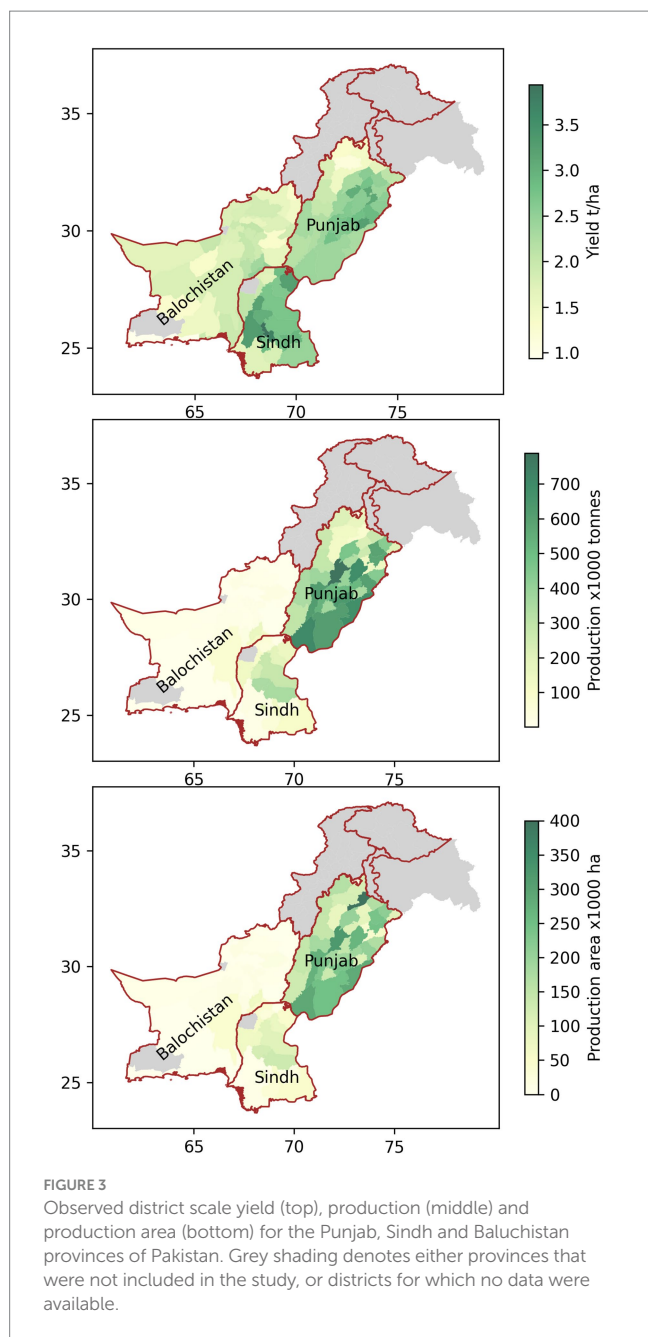 35
30
25
65
70
75
Punjab
Balochistan
Sindh
3.5
3.0
2.5
2.0
1.5
1.0
Yield t/ha
35
30
25
65
70
75
Punjab
Balochistan
Sindh
700
600
500
400
300
200
100
Production x1000 tonnes
35
30
25
65
70
75
Punjab
Balochistan
Sindh
400
350
300
250
200
150
100
50
0
Production area x1000 ha
FIGURE 3
Observed district scale yield (top), production (middle) and
production area (bottom) for the Punjab, Sindh and Baluchistan
provinces of Pakistan. Grey shading denotes either provinces that
were not included in the study, or districts for which no data were
available.